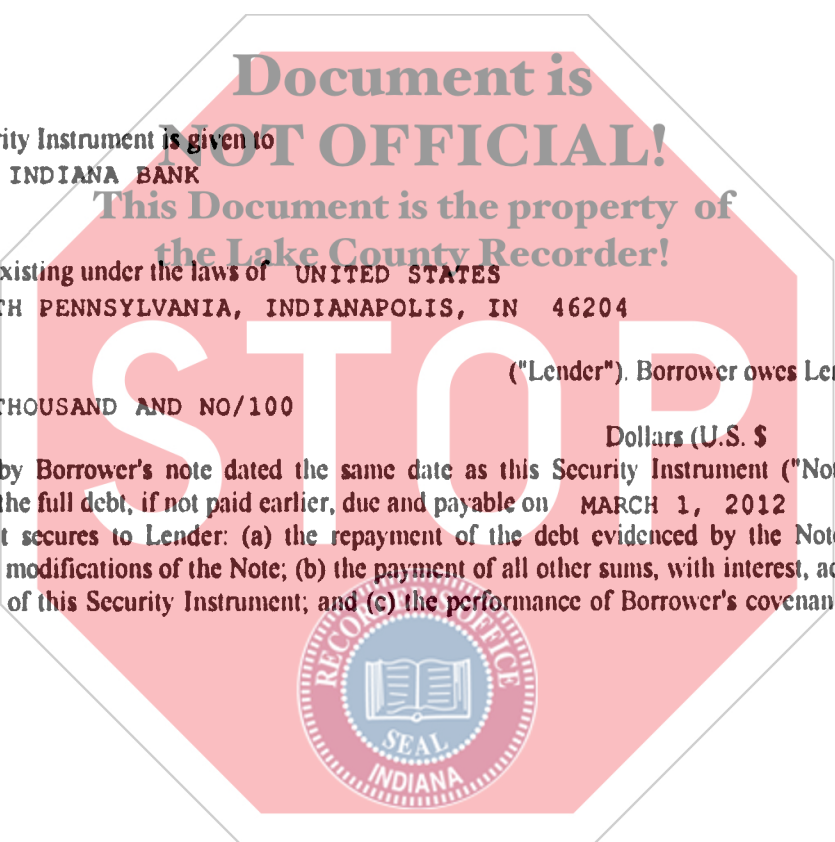 Document is
rity Instrument is given to
NOT OFFICIAL!
INDIANA BANK
This Document is the property of
the Lake County Recorder!
xisting under the laws of UNITED STATES
TH PENNSYLVANIA, INDIANAPOLIS, IN 46204
STOP
("Lender"). Borrower owes Ler
THOUSAND AND NO/100
Dollars (U.S. $
by Borrower's note dated the same date as this Security Instrument ("Not
the full debt, if not paid earlier, due and payable on MARCH 1, 2012
t secures to Lender: (a) the repayment of the debt evidenced by the Note
modifications of the Note; (b) the payment of all other sums, with interest, ad
of this Security Instrument; and (c) the performance of Borrower's covenan
RECORDER'S OFFICE
SEAL
INDIANA